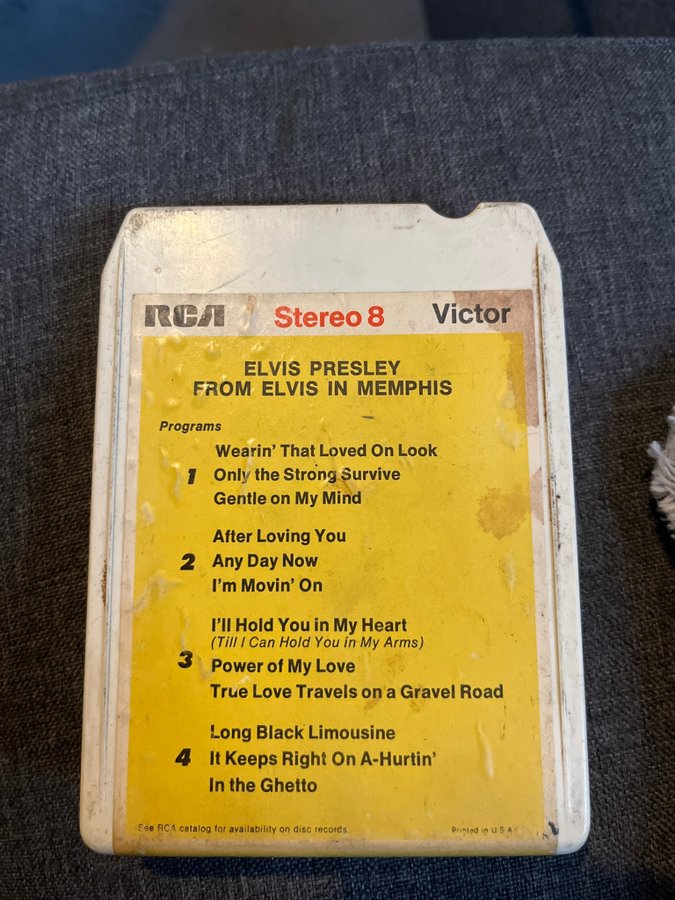 RCA Stereo 8 Victor
ELVIS PRESLEY
FROM ELVIS IN MEMPHIS
Programs
Wearin' That Loved On Look
1 Only the Strong Survive
Gentle on My Mind
After Loving You
2 Any Day Now
I'm Movin' On
I'll Hold You in My Heart
(Till I Can Hold You in My Arms)
3 Power of My Love
True Love Travels on a Gravel Road
Long Black Limousine
4 It Keeps Right On A-Hurtin'
In the Ghetto
See RCA catalog for availability on disc records. Printed in U S A